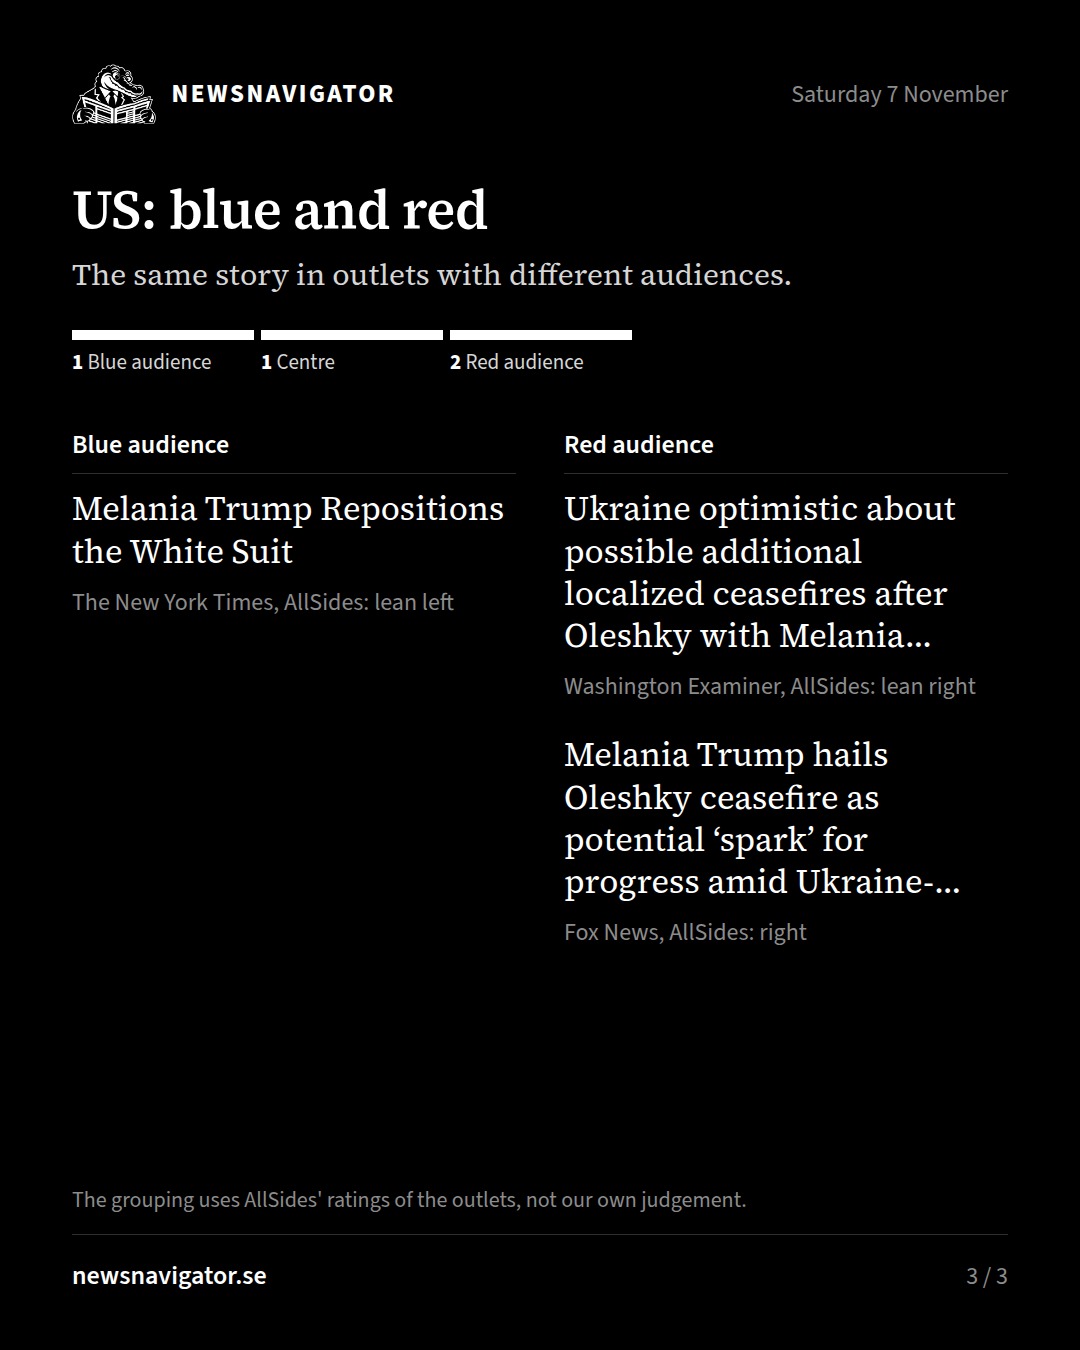 NEWSNAVIGATOR
Saturday 7 November
US: blue and red
The same story in outlets with different audiences.
1 Blue audience
1 Centre
2 Red audience
Blue audience
Melania Trump Repositions
the White Suit
The New York Times, AllSides: lean left
Red audience
Ukraine optimistic about
possible additional
localized ceasefires after
Oleshky with Melania...
Washington Examiner, AllSides: lean right
Melania Trump hails
Oleshky ceasefire as
potential ‘spark’ for
progress amid Ukraine-...
Fox News, AllSides: right
The grouping uses AllSides' ratings of the outlets, not our own judgement.
newsnavigator.se
3 / 3